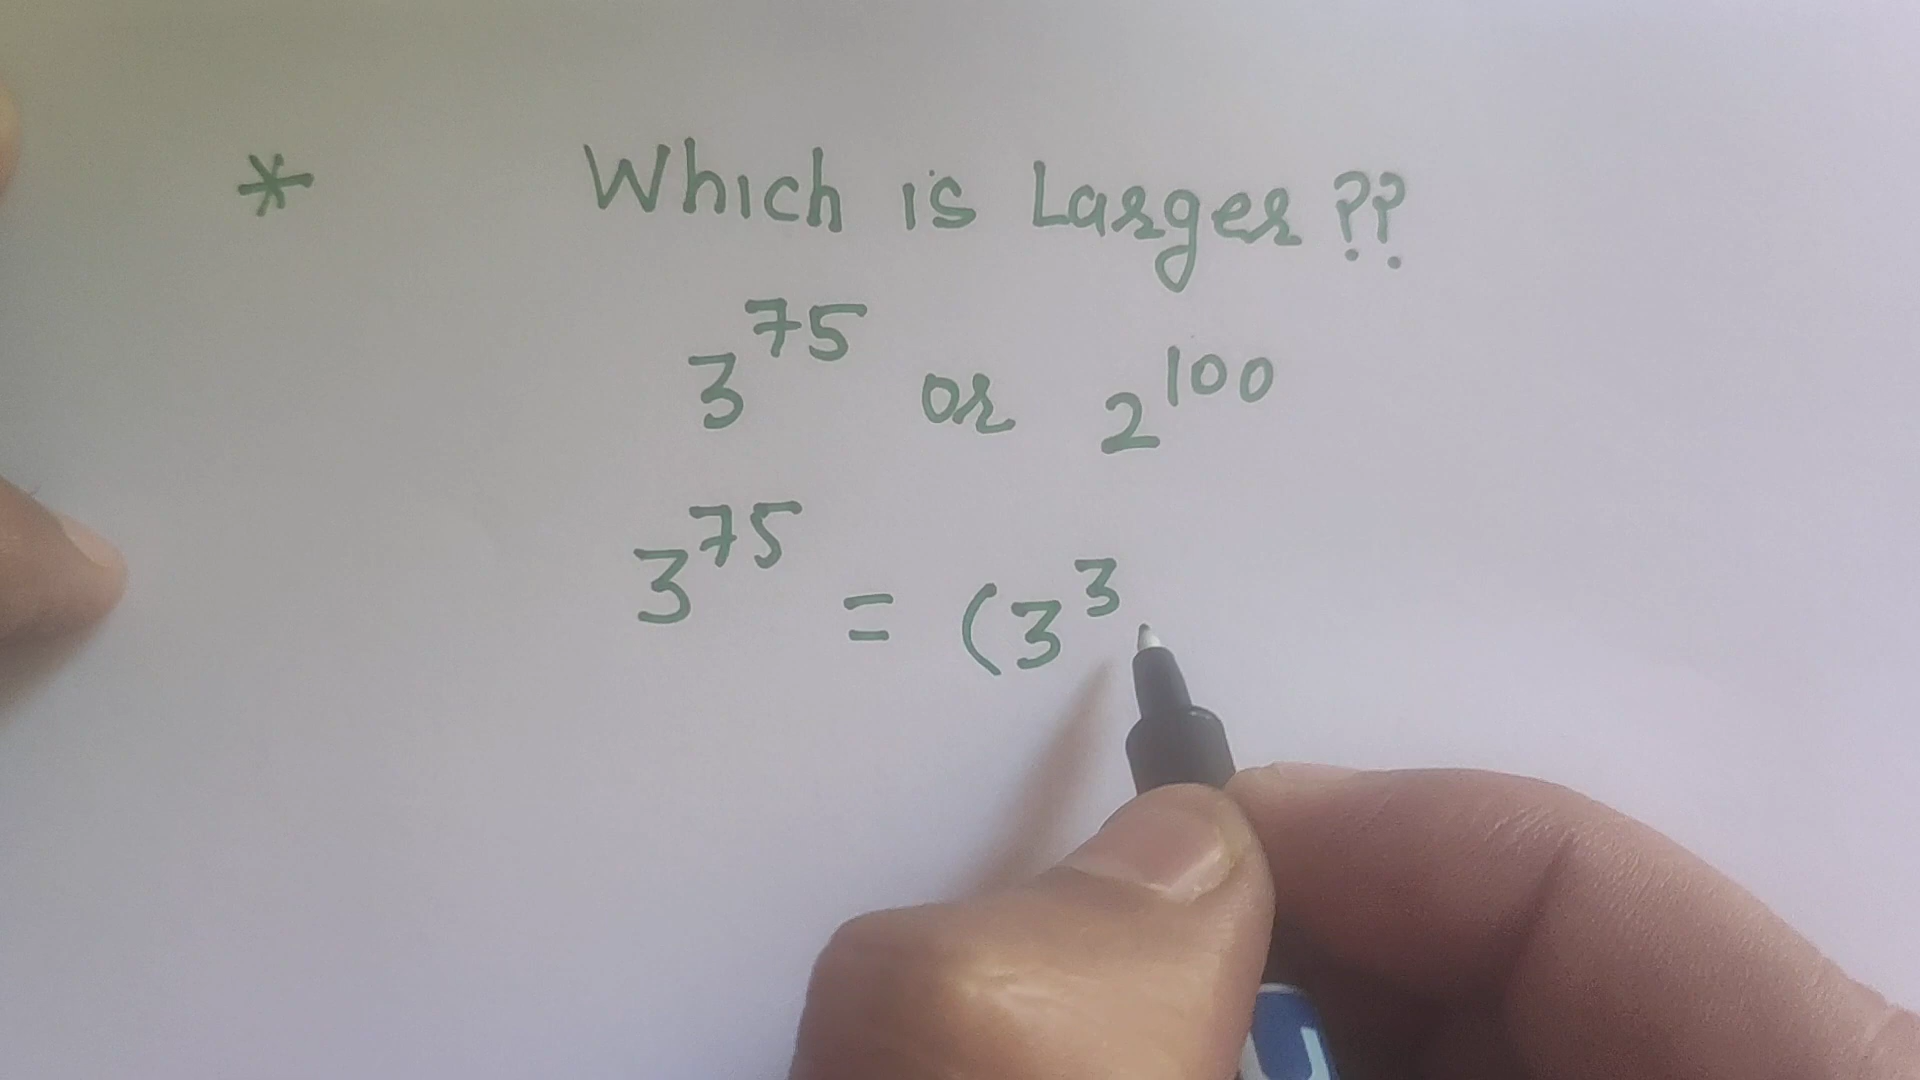 * Which is Larger ??
3^75 or 2^100
3^75 = (3^3